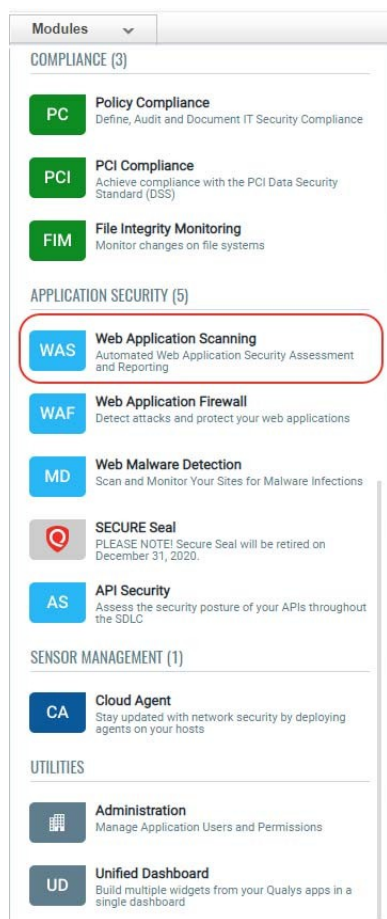 Modules
COMPLIANCE (3)
PC
Policy Compliance
Define, Audit and Document IT Security Compliance
PCI
PCI Compliance
Achieve compliance with the PCI Data Security
Standard (DSS)
FIM
File Integrity Monitoring
Monitor changes on file systems
APPLICATION SECURITY (5)
WAS
Web Application Scanning
Automated Web Application Security Assessment
and Reporting
WAF
Web Application Firewall
Detect attacks and protect your web applications
MD
Web Malware Detection
Scan and Monitor Your Sites for Malware Infections
SECURE Seal
PLEASE NOTE! Secure Seal will be retired on
December 31, 2020.
AS
API Security
Assess the security posture of your APIs throughout
the SDLC
SENSOR MANAGEMENT (1)
CA
Cloud Agent
Stay updated with network security by deploying
agents on your hosts
UTILITIES
Administration
Manage Application Users and Permissions
UD
Unified Dashboard
Build multiple widgets from your Qualys apps in a
single dashboard